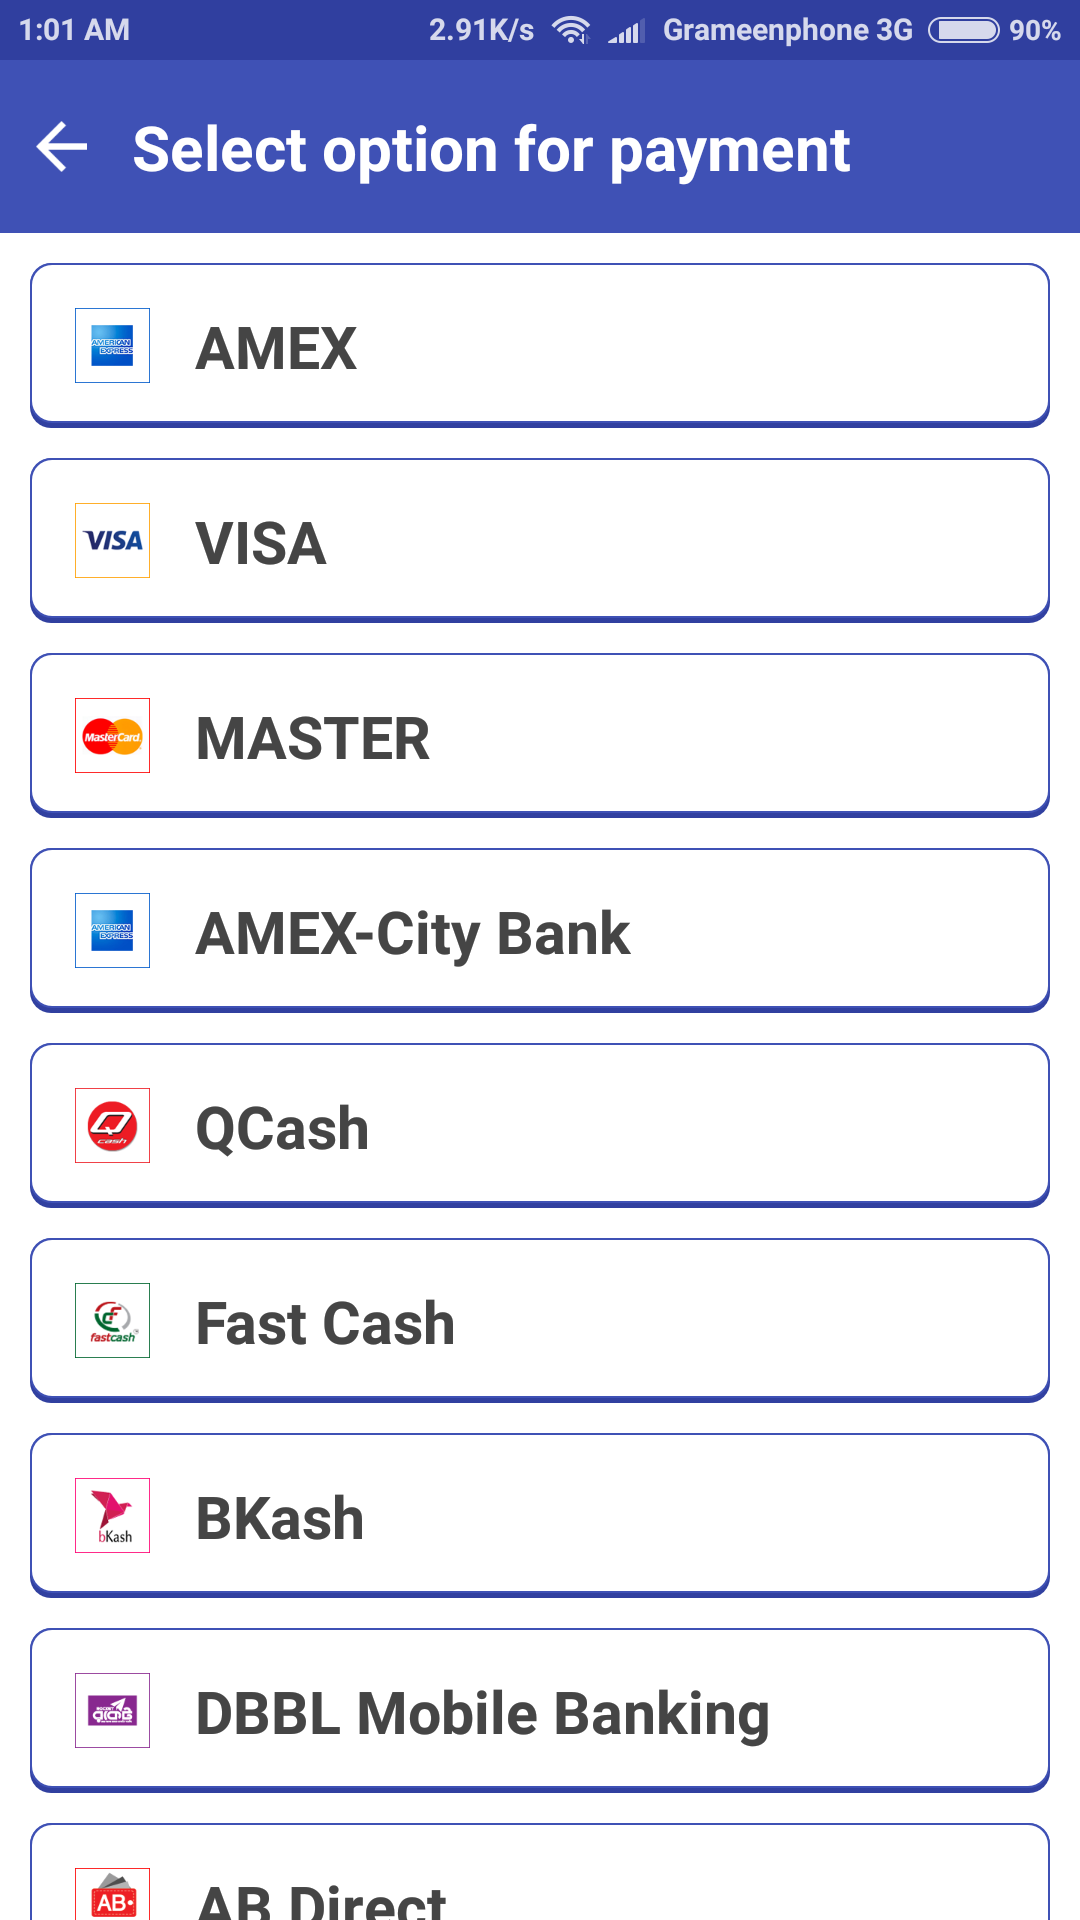 1:01 AM 2.91K/s Grameenphone 3G 90%
Select option for payment
AMERICAN EXPRESS AMEX
VISA VISA
MasterCard MASTER
AMERICAN EXPRESS AMEX-City Bank
Q cash QCash
fastcash Fast Cash
bKash BKash
DBBL Mobile Banking
AB AB Direct